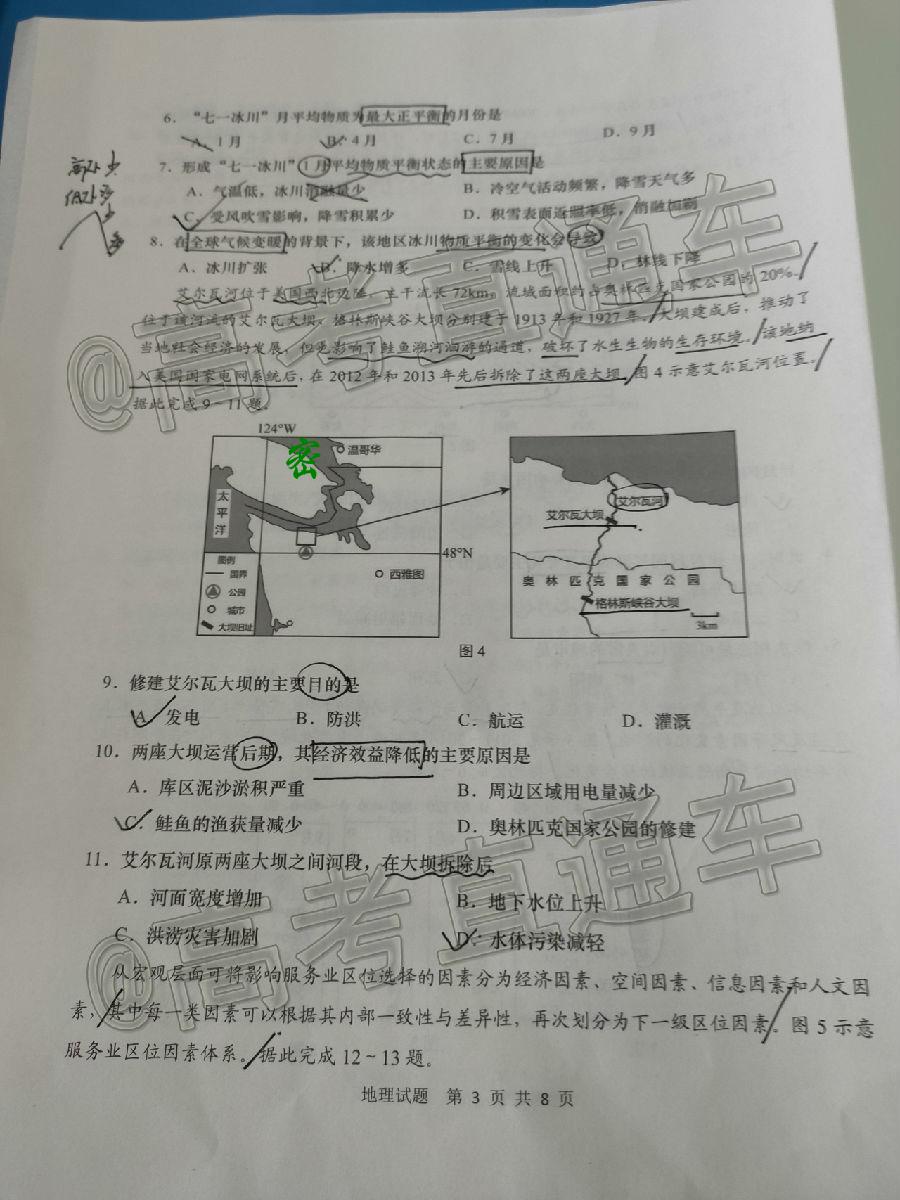 6. “七一冰川”月平均物质为最大正平衡的月份是
A. 1月 B. 4月 C. 7月 D. 9月
7. 形成“七一冰川”1月平均物质平衡状态的主要原因是
A. 气温低，冰川消融量少 B. 冷空气活动频繁，降雪天气多
C. 受风吹雪影响，降雪积累少 D. 积雪表面返照率低，消融加剧
8. 在全球气候变暖的背景下，该地区冰川物质平衡的变化会导致
A. 冰川扩张 B. 降水增多 C. 雪线上升 D. 林线下降
艾尔瓦河位于美国西北边陲，主干流长72km，流域面积约占奥林匹克国家公园的20%。
位于该河流的艾尔瓦大坝、格林斯峡谷大坝分别建于1913年和1927年。大坝建成后，推动了
当地社会经济的发展，但更影响了鲑鱼溯河洄游的通道，破坏了水生生物的生存环境。该地纳
入美国国家电网系统后，在2012年和2013年先后拆除了这两座大坝。图4示意艾尔瓦河位置。
据此完成9~11题。
124°W
密
温哥华
太平洋
48°N
图例
国界
公园
城市
大坝旧址
西雅图
艾尔瓦河
艾尔瓦大坝
奥林匹克国家公园
格林斯峡谷大坝
3km
图4
9. 修建艾尔瓦大坝的主要目的是
A. 发电 B. 防洪 C. 航运 D. 灌溉
10. 两座大坝运营后期，其经济效益降低的主要原因是
A. 库区泥沙淤积严重 B. 周边区域用电量减少
C. 鲑鱼的渔获量减少 D. 奥林匹克国家公园的修建
11. 艾尔瓦河原两座大坝之间河段，在大坝拆除后
A. 河面宽度增加 B. 地下水位上升
C. 洪涝灾害加剧 D. 水体污染减轻
从宏观层面可将影响服务业区位选择的因素分为经济因素、空间因素、信息因素和人文因
素，其中每一类因素可以根据其内部一致性与差异性，再次划分为下一级区位因素。图5示意
服务业区位因素体系。据此完成12~13题。
地理试题 第3页共8页
@高考直通车
@高考直通车